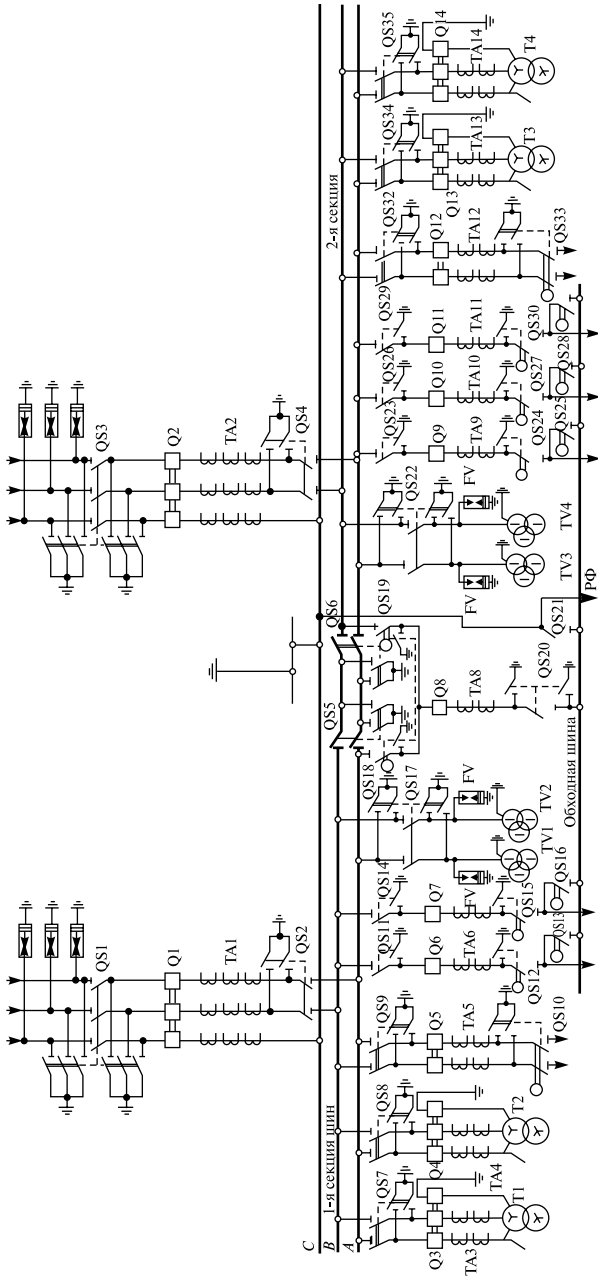 QS1
Q1
TA1
QS2
QS3
Q2
TA2
QS4
C
B
A
1-я секция шин
2-я секция
QS5
QS6
QS7
Q3
TA3
T1
QS8
Q4
TA4
T2
QS9
Q5
TA5
QS10
QS11
Q6
TA6
QS12
QS13
QS14
Q7
FV
QS15
QS16
QS17
FV
TV1
TV2
QS18
QS19
Q8
TA8
QS20
QS21
РФ
Обходная шина
QS22
FV
FV
TV3
TV4
QS23
Q9
TA9
QS24
QS25
QS26
Q10
TA10
QS27
QS28
QS29
Q11
TA11
QS30
QS32
Q12
TA12
QS33
QS34
Q13
TA13
T3
QS35
Q14
TA14
T4